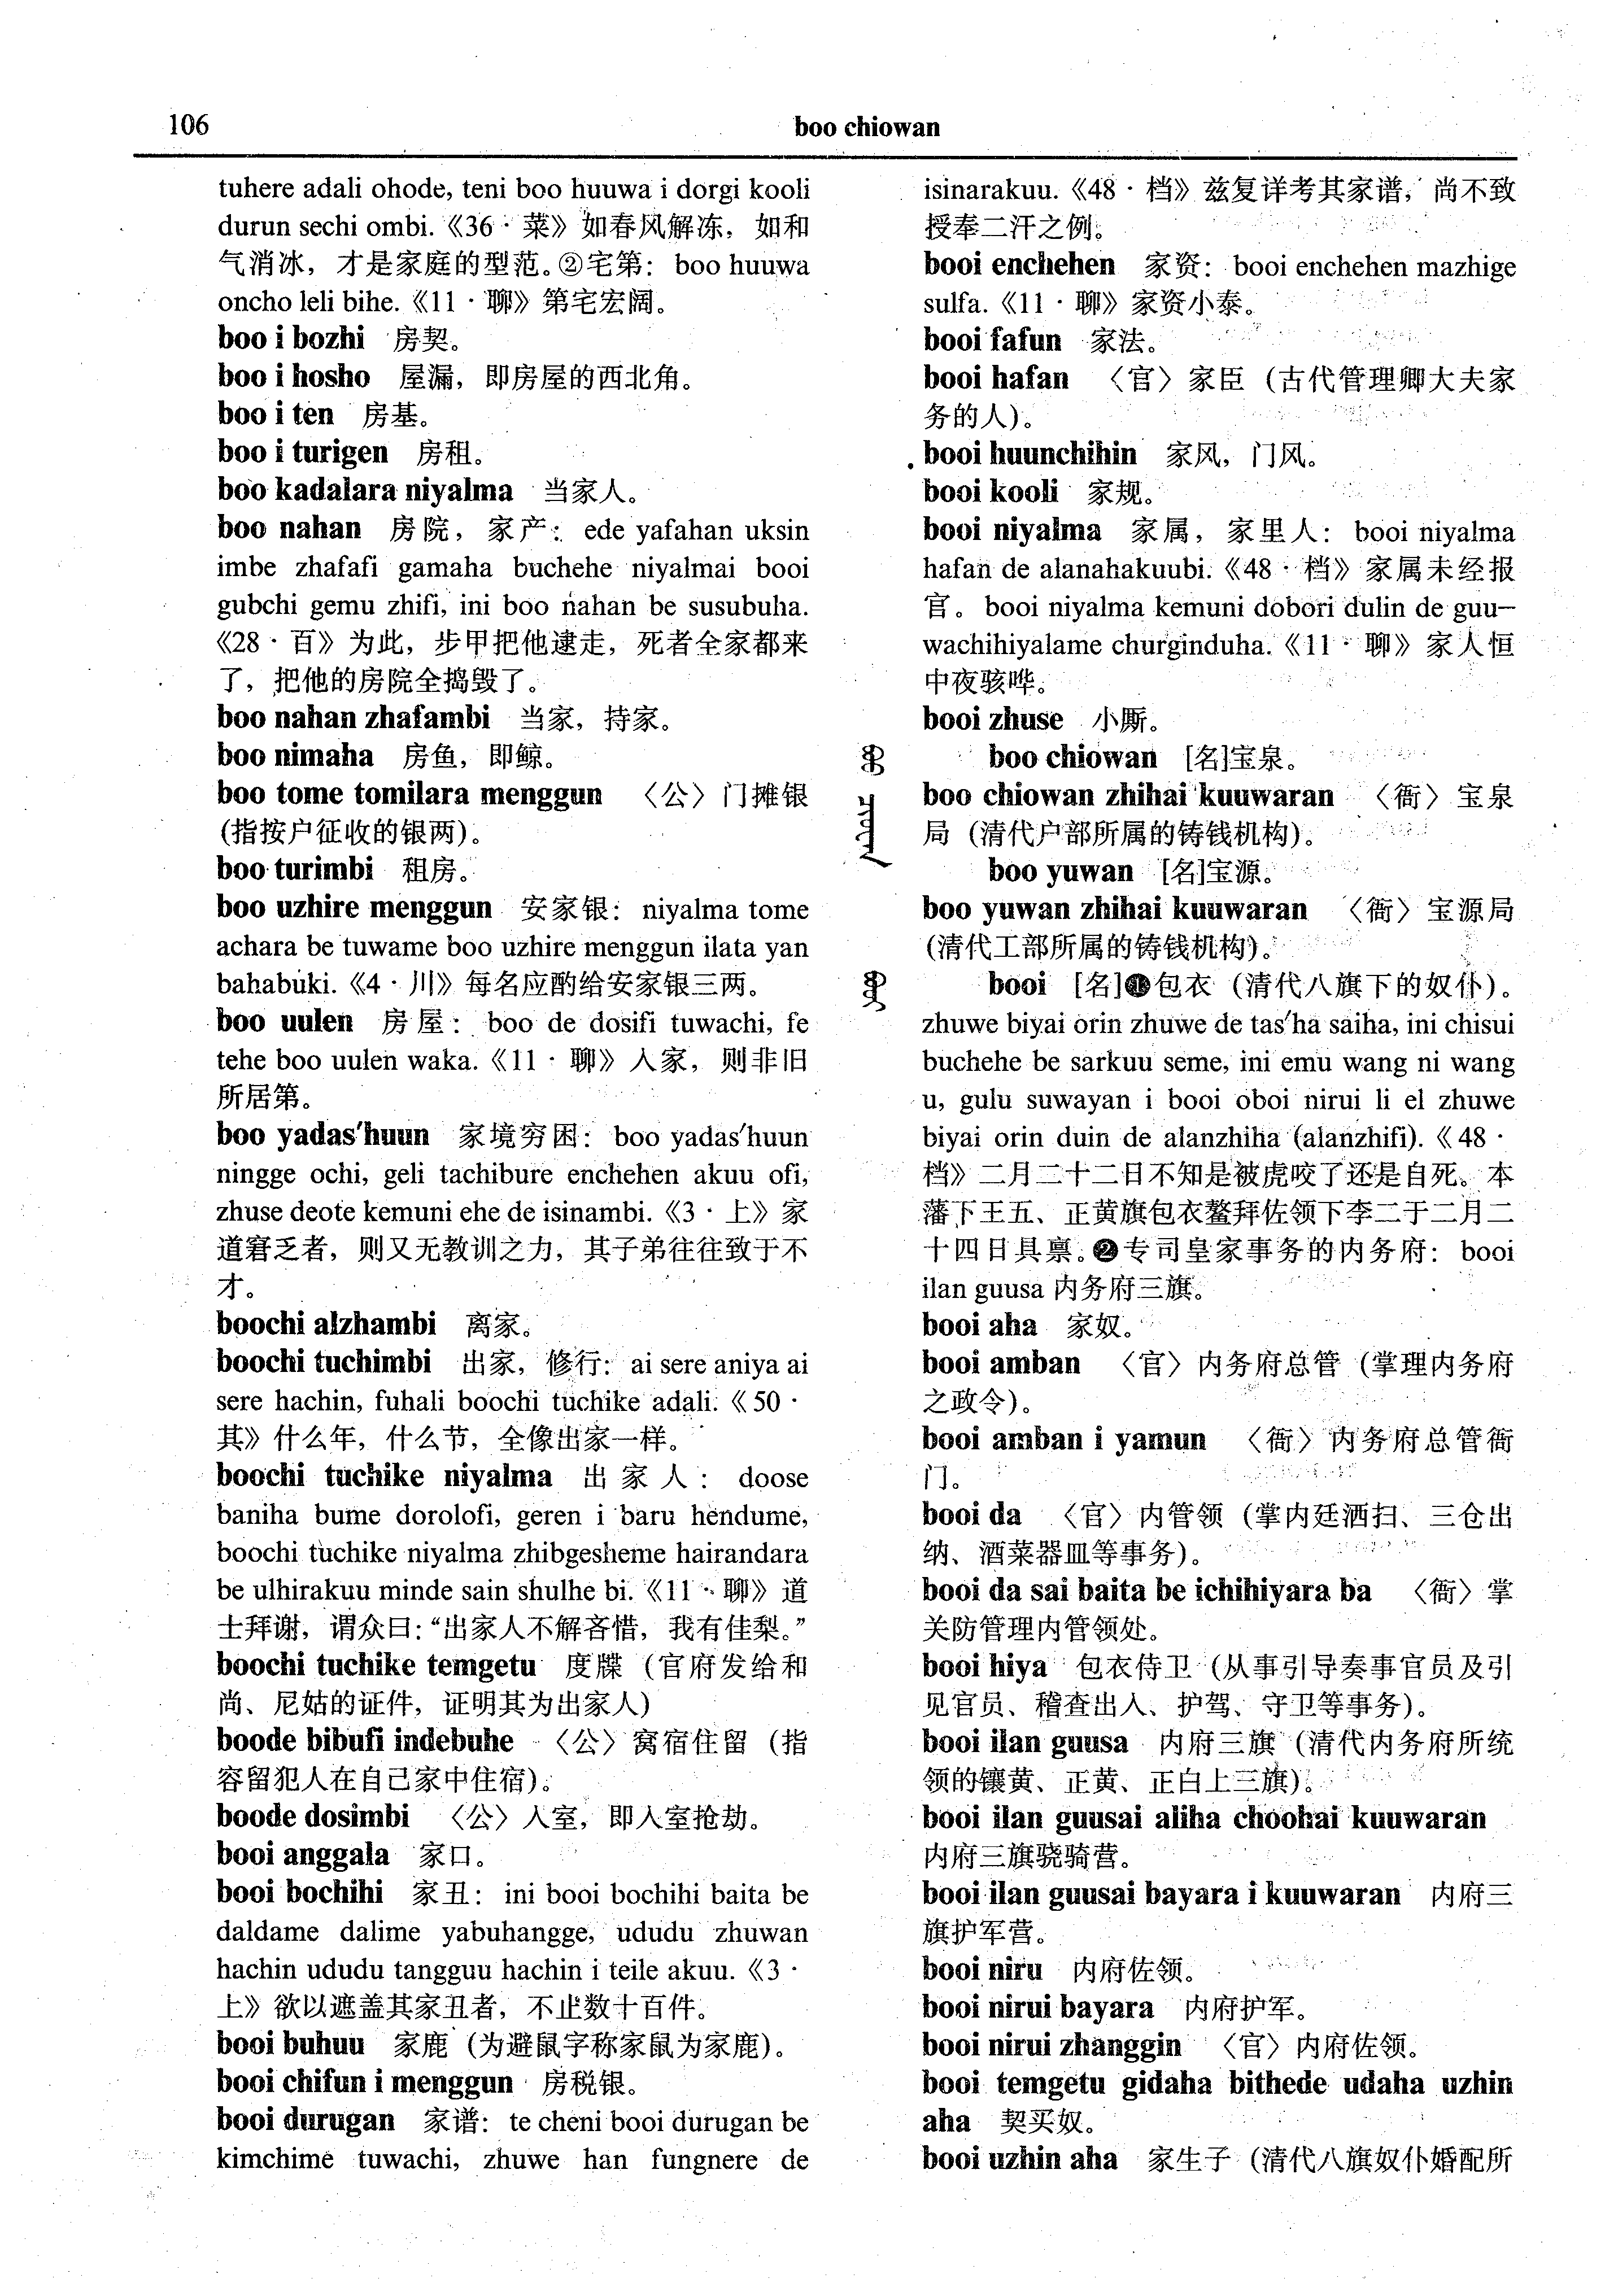 106
boo chiowan
tuhere adali ohode, teni boo huuwa i dorgi kooli
durun sechi ombi.《36·菜》如春风解冻，如和
气消冰，才是家庭的型范。②宅第：boo huuwa
oncho leli bihe.《11·聊》第宅宏阔。
boo i bozhi 房契。
boo i hosho 屋漏，即房屋的西北角。
boo i ten 房基。
boo i turigen 房租。
boo kadalara niyalma 当家人。
boo nahan 房院，家产：ede yafahan uksin
imbe zhafafi gamaha buchehe niyalmai booi
gubchi gemu zhifi, ini boo nahan be susubuha.
《28·百》为此，步甲把他逮走，死者全家都来
了，把他的房院全捣毁了。
boo nahan zhafambi 当家，持家。
boo nimaha 房鱼，即鲸。
boo tome tomilara menggun 〈公〉门摊银
(指按户征收的银两)。
boo turimbi 租房。
boo uzhire menggun 安家银：niyalma tome
achara be tuwame boo uzhire menggun ilata yan
bahabuki.《4·川》每名应酌给安家银三两。
boo uulen 房屋：boo de dosifi tuwachi, fe
tehe boo uulen waka.《11·聊》入家，则非旧
所居第。
boo yadas'huun 家境穷困：boo yadas'huun
ningge ochi, geli tachibure enchehen akuu ofi,
zhuse deote kemuni ehe de isinambi.《3·上》家
道窘乏者，则又无教训之力，其子弟往往致于不
才。
boochi alzhambi 离家。
boochi tuchimbi 出家，修行：ai sere aniya ai
sere hachin, fuhali boochi tuchike adali.《50·
其》什么年，什么节，全像出家一样。
boochi tuchike niyalma 出家人：doose
baniha bume dorolofi, geren i baru hendume,
boochi tuchike niyalma zhibgesheme hairandara
be ulhirakuu minde sain shulhe bi.《11·聊》道
士拜谢，谓众曰：“出家人不解吝惜，我有佳梨。”
boochi tuchike temgetu 度牒（官府发给和
尚、尼姑的证件，证明其为出家人)
boode bibufi indebuhe 〈公〉窝宿住留（指
容留犯人在自己家中住宿)。
boode dosimbi 〈公〉入室，即入室抢劫。
booi anggala 家口。
booi bochihi 家丑：ini booi bochihi baita be
daldame dalime yabuhangge, ududu zhuwan
hachin ududu tangguu hachin i teile akuu.《3·
上》欲以遮盖其家丑者，不止数十百件。
booi buhuu 家鹿（为避鼠字称家鼠为家鹿)。
booi chifun i menggun 房税银。
booi durugan 家谱：te cheni booi durugan be
kimchime tuwachi, zhuwe han fungnere de
isinarakuu.《48·档》兹复详考其家谱，尚不致
授奉二汗之例。
booi enchehen 家资：booi enchehen mazhige
sulfa.《11·聊》家资小泰。
booi fafun 家法。
booi hafan 〈官〉家臣（古代管理卿大夫家
务的人)。
booi huunchihin 家风，门风。
booi kooli 家规。
booi niyalma 家属，家里人：booi niyalma
hafan de alanahakuubi.《48·档》家属未经报
官。booi niyalma kemuni dobori dulin de guu-
wachihiyalame churginduha.《11·聊》家人恒
中夜骇哗。
booi zhuse 小厮。
boo chiowan [名]宝泉。
boo chiowan zhihai kuuwaran 〈衙〉宝泉
局（清代户部所属的铸钱机构)。
boo yuwan [名]宝源。
boo yuwan zhihai kuuwaran 〈衙〉宝源局
(清代工部所属的铸钱机构)。
booi [名]❶包衣（清代八旗下的奴仆)。
zhuwe biyai orin zhuwe de tas'ha saiha, ini chisui
buchehe be sarkuu seme, ini emu wang ni wang
u, gulu suwayan i booi oboi nirui li el zhuwe
biyai orin duin de alanzhiha (alanzhifi).《48·
档》二月二十二日不知是被虎咬了还是自死。本
藩下王五、正黄旗包衣鳌拜佐领下李二于二月二
十四日具禀。❷专司皇家事务的内务府：booi
ilan guusa 内务府三旗。
booi aha 家奴。
booi amban 〈官〉内务府总管（掌理内务府
之政令)。
booi amban i yamun 〈衙〉内务府总管衙
门。
booi da 〈官〉内管领（掌内廷洒扫、三仓出
纳、酒菜器皿等事务)。
booi da sai baita be ichihiyara ba 〈衙〉掌
关防管理内管领处。
booi hiya 包衣侍卫（从事引导奏事官员及引
见官员、稽查出入、护驾、守卫等事务)。
booi ilan guusa 内府三旗（清代内务府所统
领的镶黄、正黄、正白上三旗)。
booi ilan guusai aliha choohai kuuwaran
内府三旗骁骑营。
booi ilan guusai bayara i kuuwaran 内府三
旗护军营。
booi niru 内府佐领。
booi nirui bayara 内府护军。
booi nirui zhanggin 〈官〉内府佐领。
booi temgetu gidaha bithede udaha uzhin
aha 契买奴。
booi uzhin aha 家生子（清代八旗奴仆婚配所